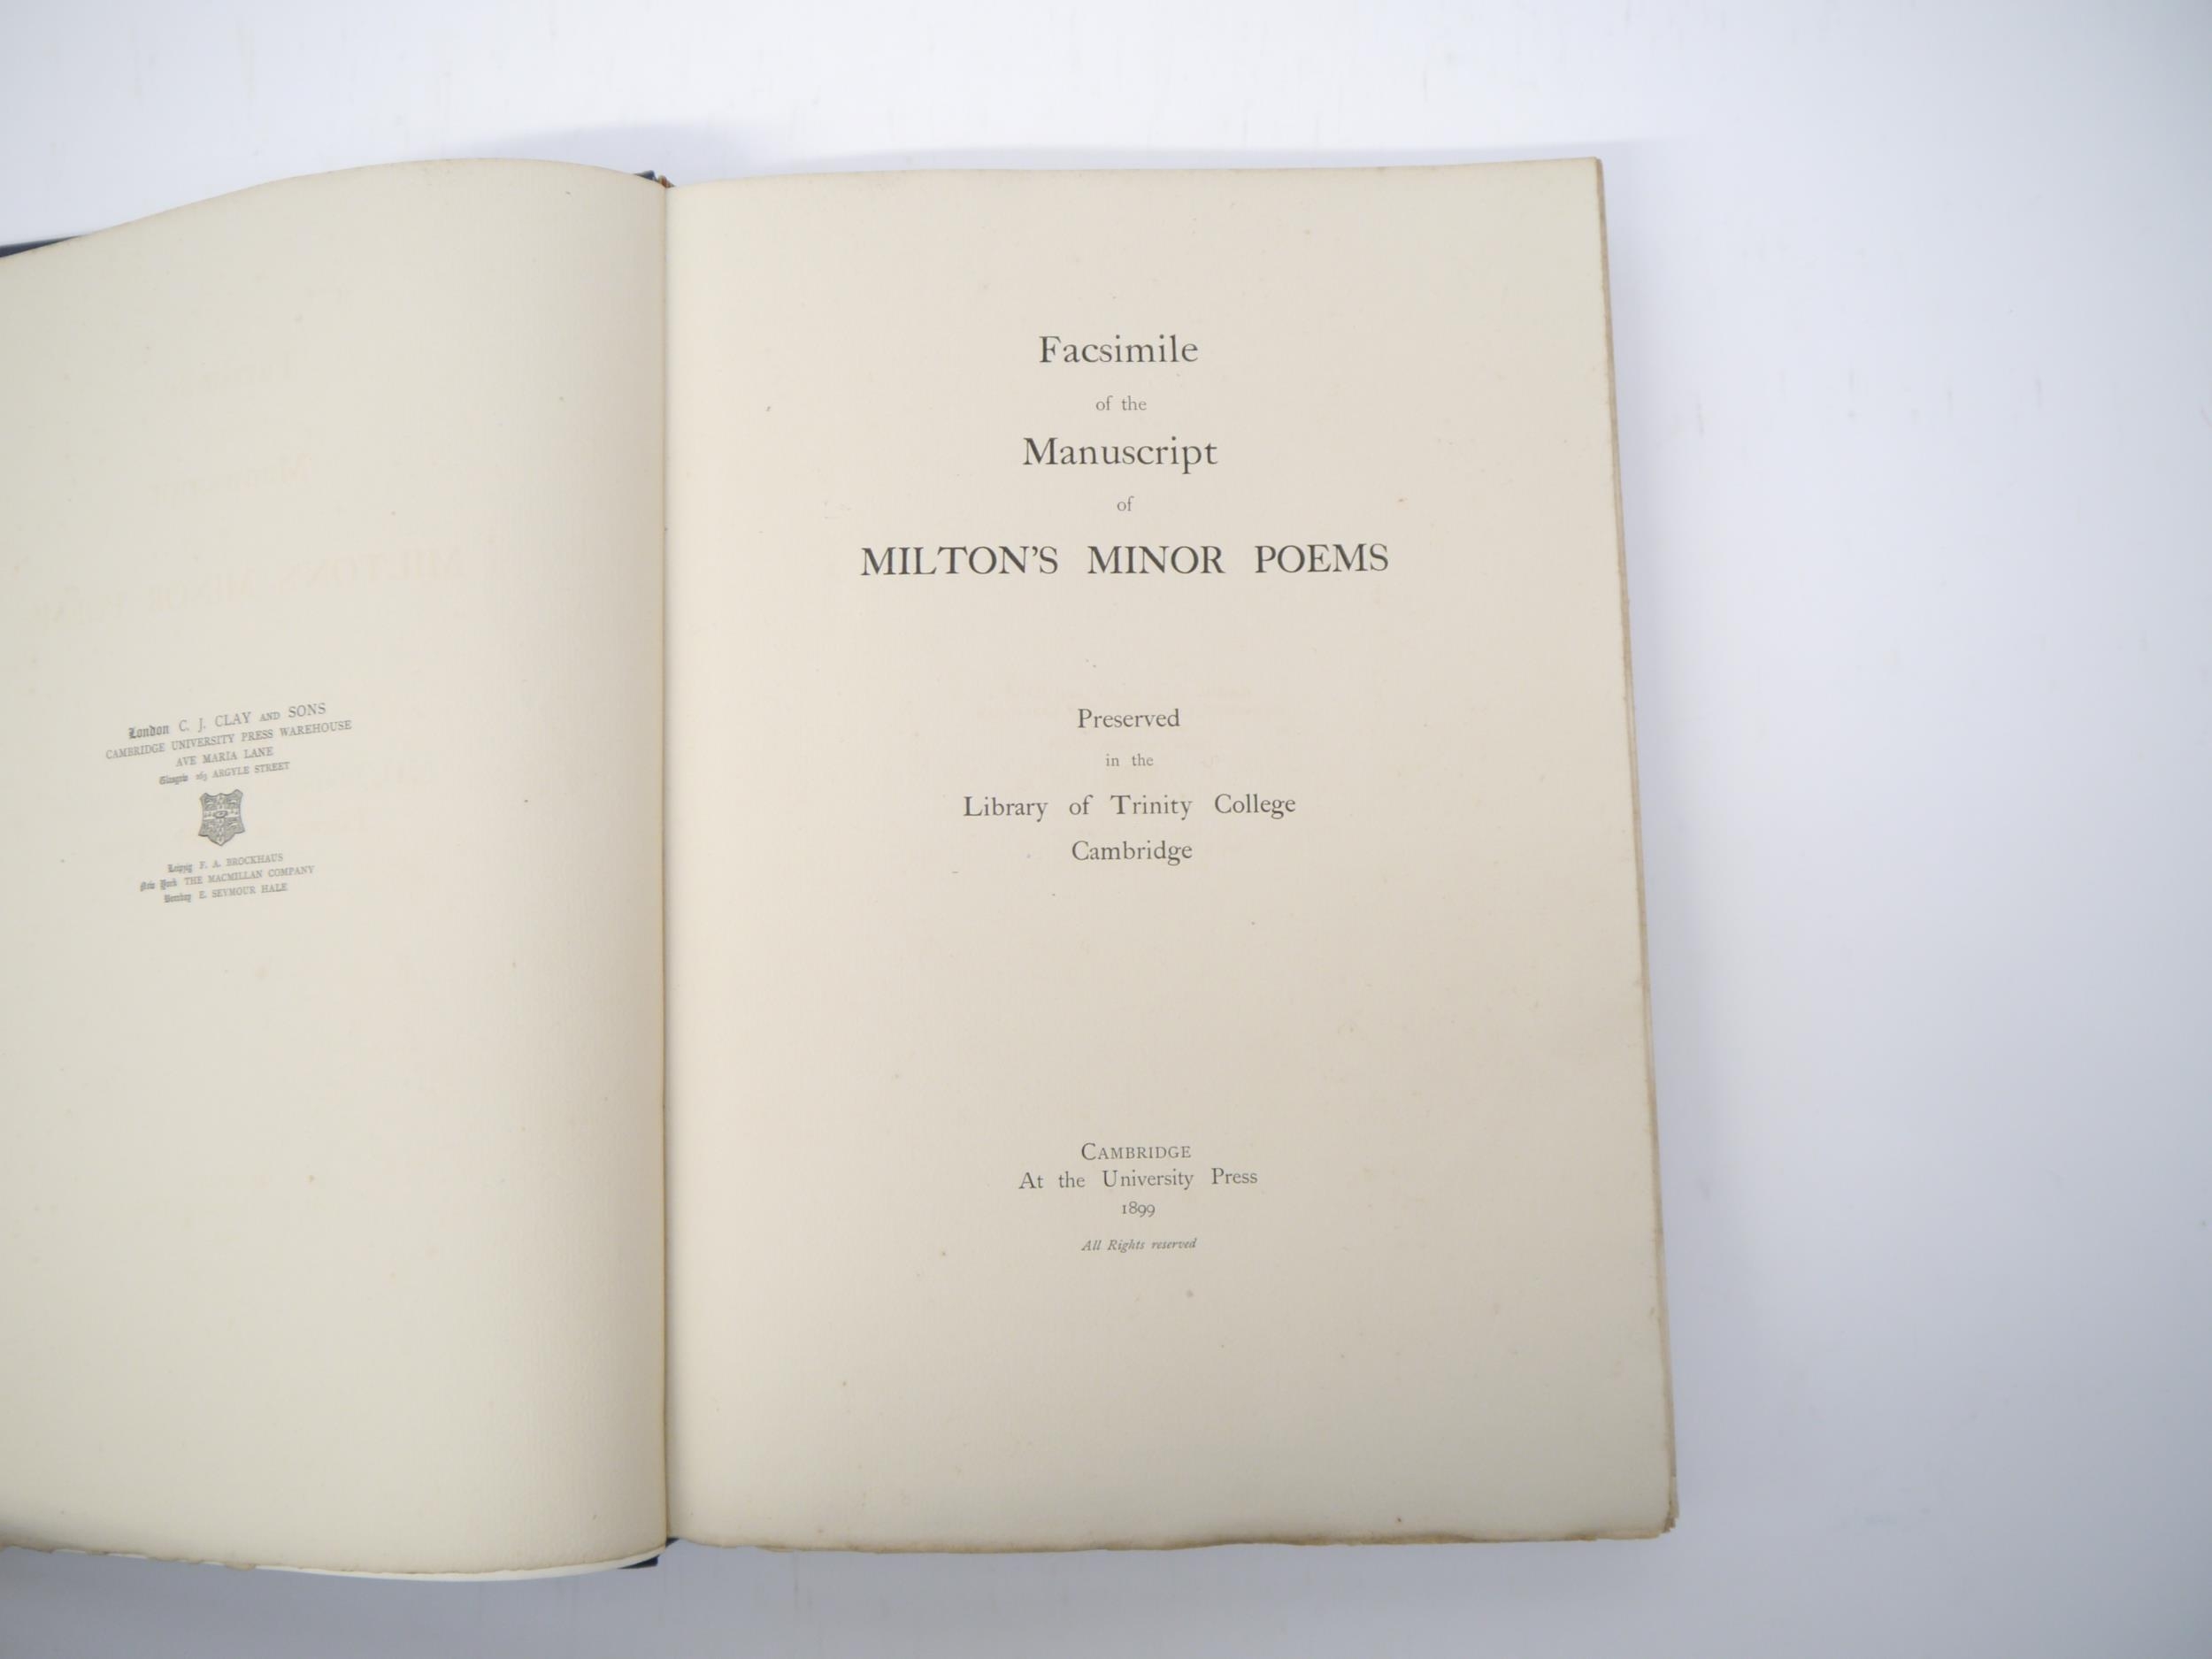 London C. J. CLAY AND SONS
CAMBRIDGE UNIVERSITY PRESS WAREHOUSE
AVE MARIA LANE
Glasgow 263 ARGYLE STREET
Leipzig F. A. BROCKHAUS
New York THE MACMILLAN COMPANY
Bombay E. SEYMOUR HALE
Facsimile
of the
Manuscript
of
MILTON'S MINOR POEMS
Preserved
in the
Library of Trinity College
Cambridge
CAMBRIDGE
At the University Press
1899
All Rights reserved